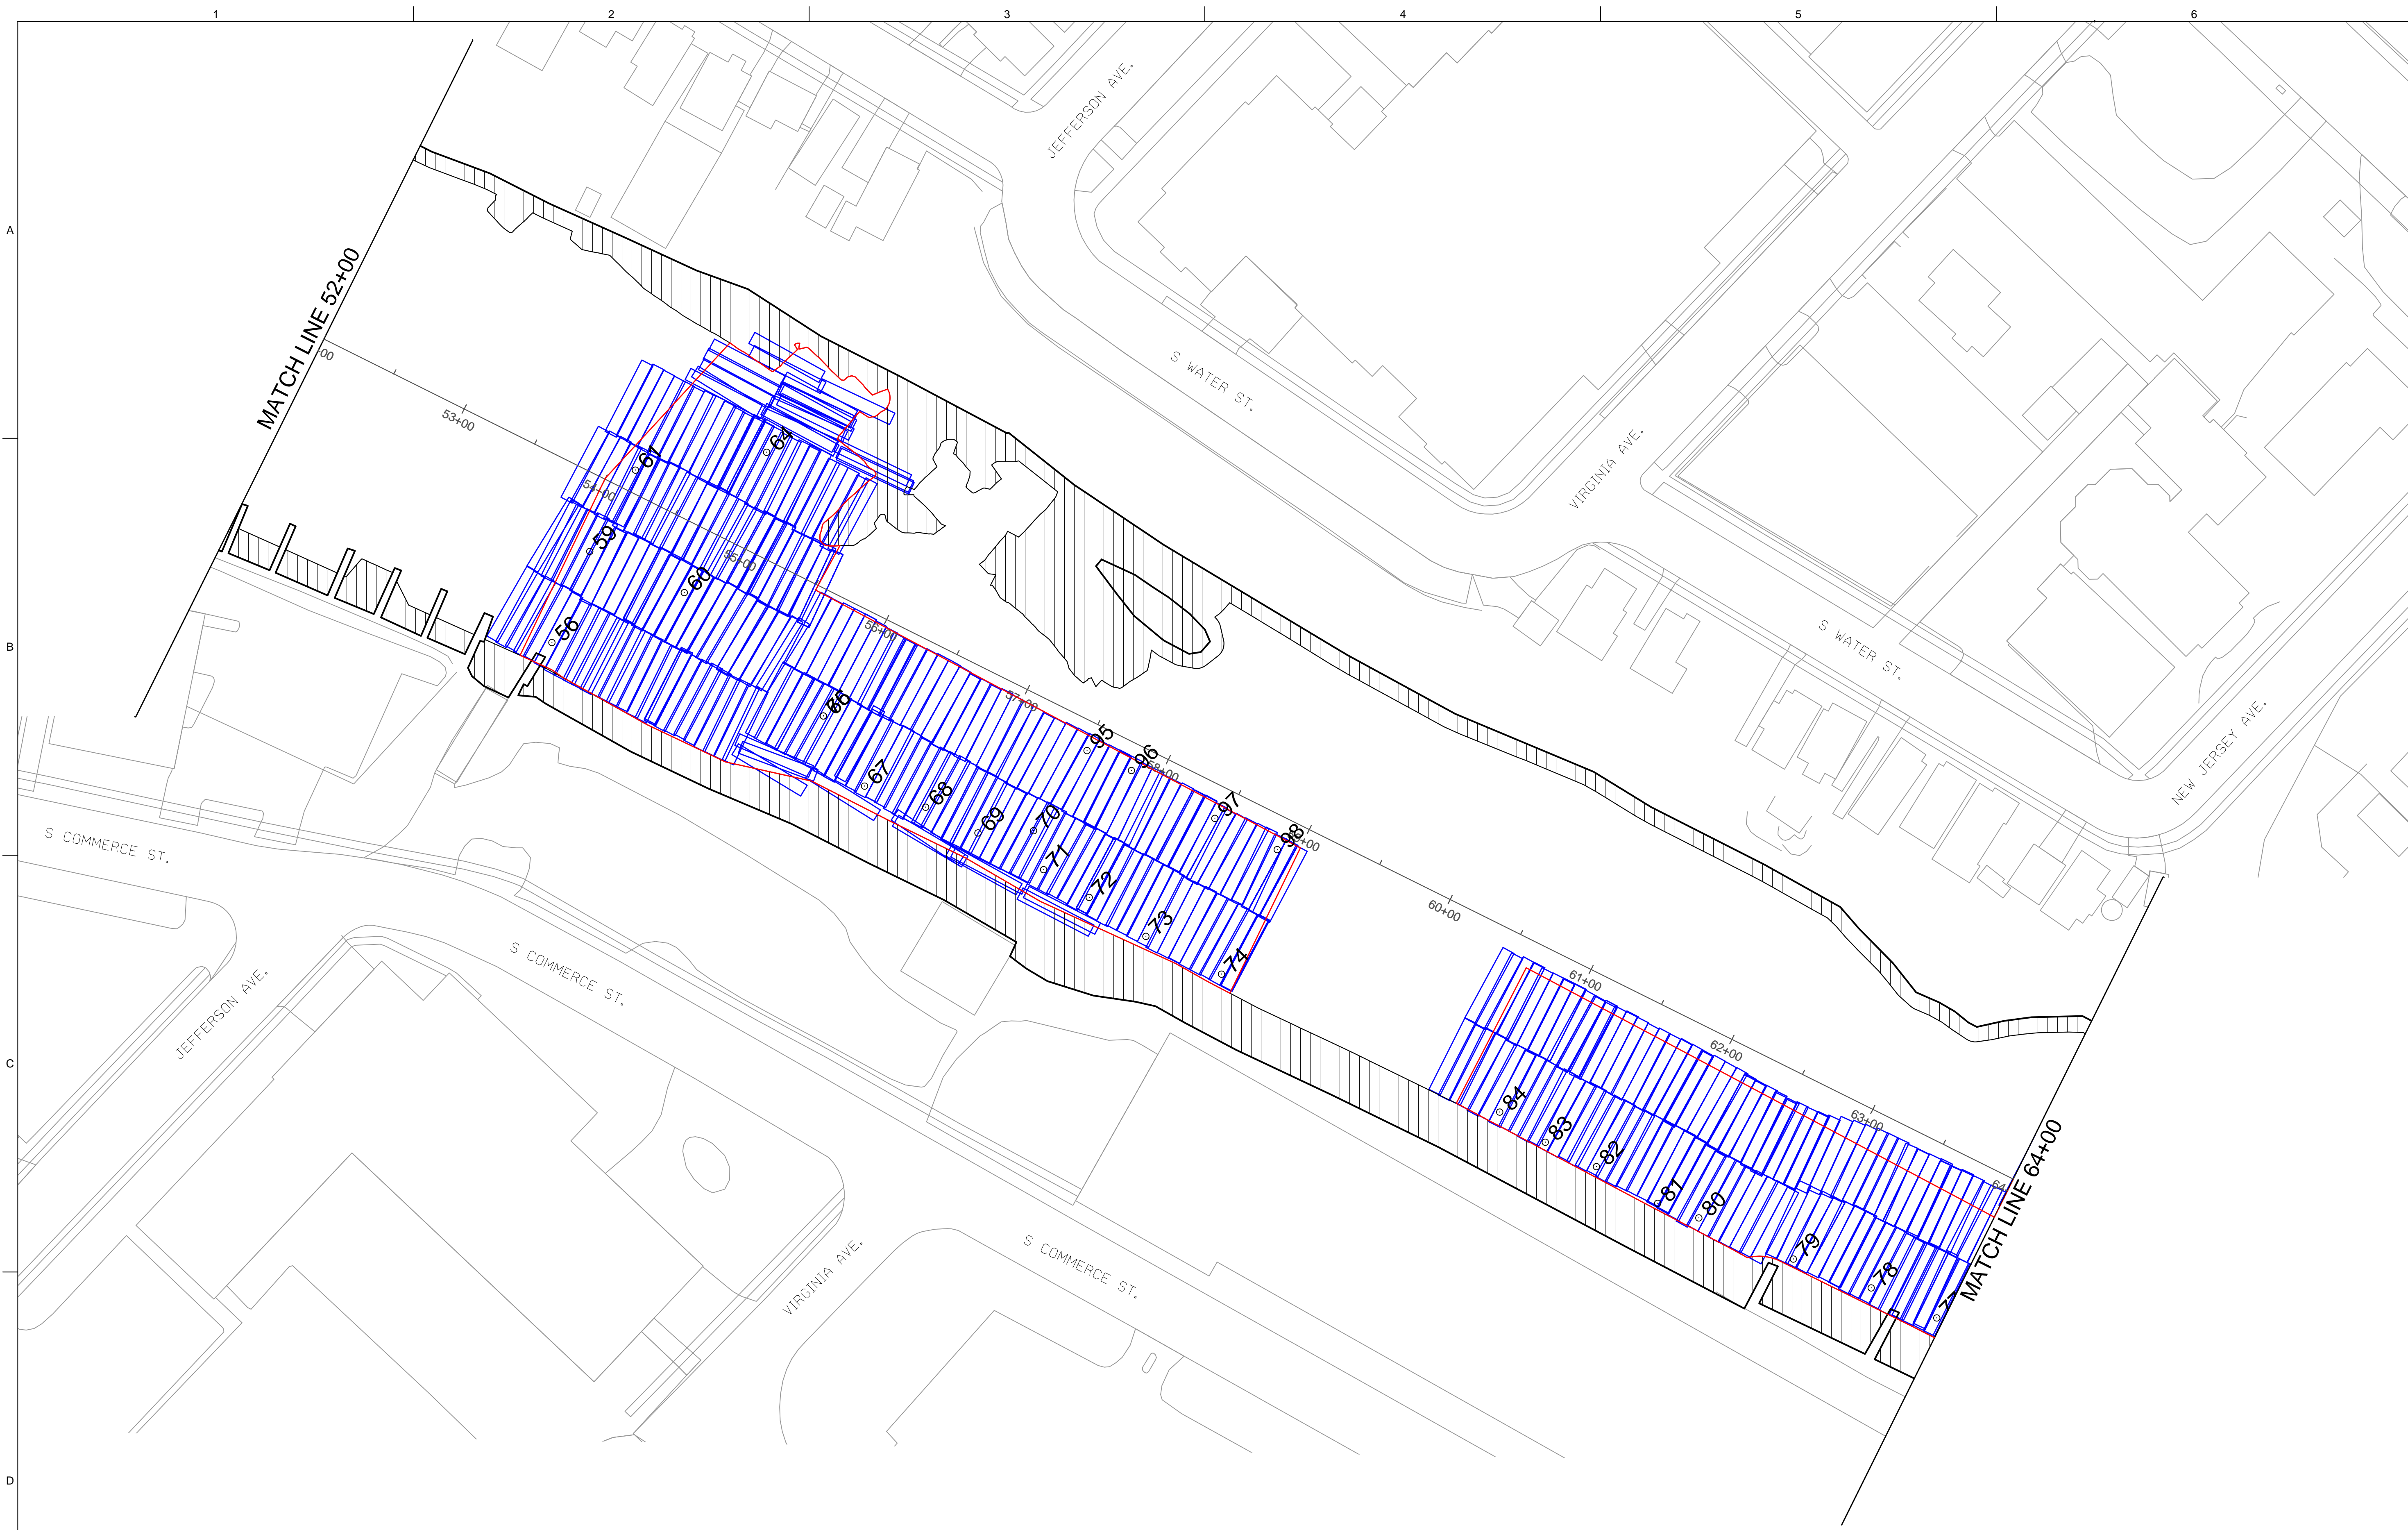 1 2 3 4 5 6
A
B
C
D
JEFFERSON AVE.
MATCH LINE 52+00
S WATER ST.
VIRGINIA AVE.
S WATER ST.
NEW JERSEY AVE.
53+00
54+00
55+00
56+00
57+00
58+00
60+00
61+00
62+00
63+00
64
61
59
60
56
67
68
69
70
71
72
73
74
95
96
97
98
84
83
82
81
80
79
78
MATCH LINE 64+00
S COMMERCE ST.
S COMMERCE ST.
JEFFERSON AVE.
VIRGINIA AVE.
S COMMERCE ST.